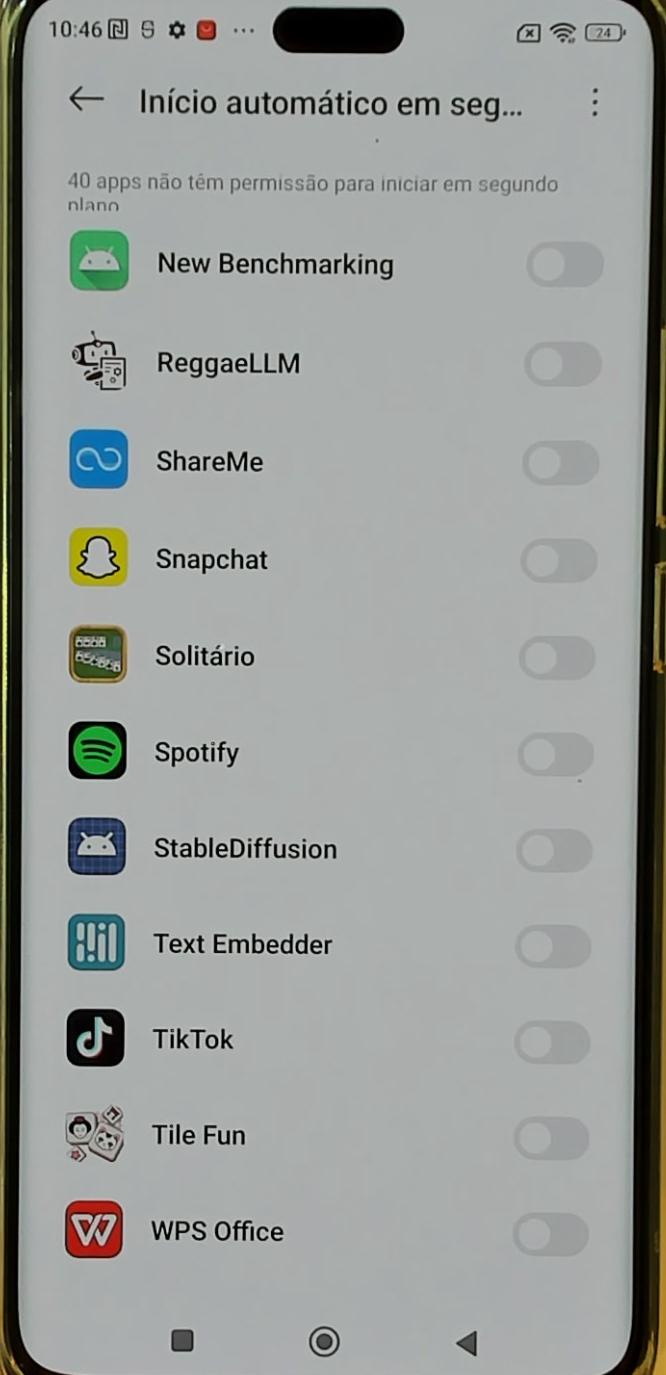 10:46
24
Início automático em seg...
40 apps não têm permissão para iniciar em segundo
plano
New Benchmarking
ReggaeLLM
ShareMe
Snapchat
Solitário
Spotify
StableDiffusion
Text Embedder
TikTok
Tile Fun
WPS Office